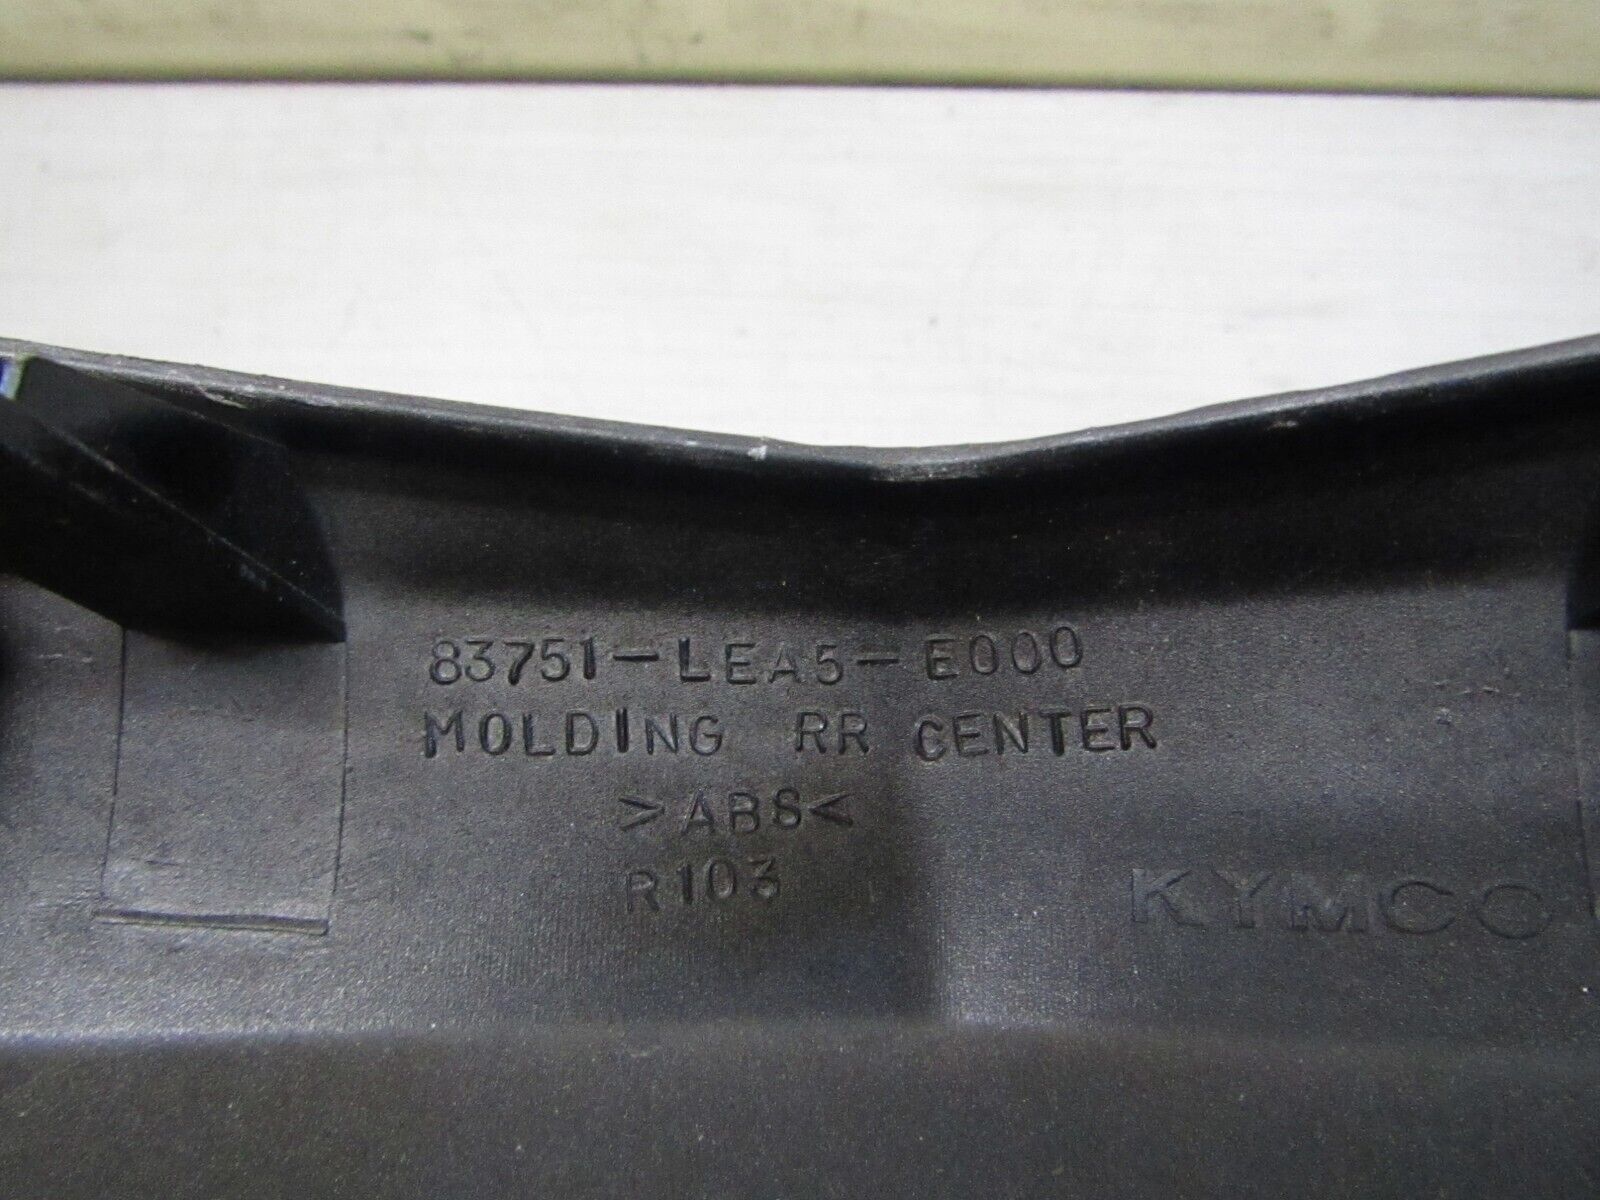 83751-LEA5-E000
MOLDING RR CENTER
>ABS<
R103
KYMCO